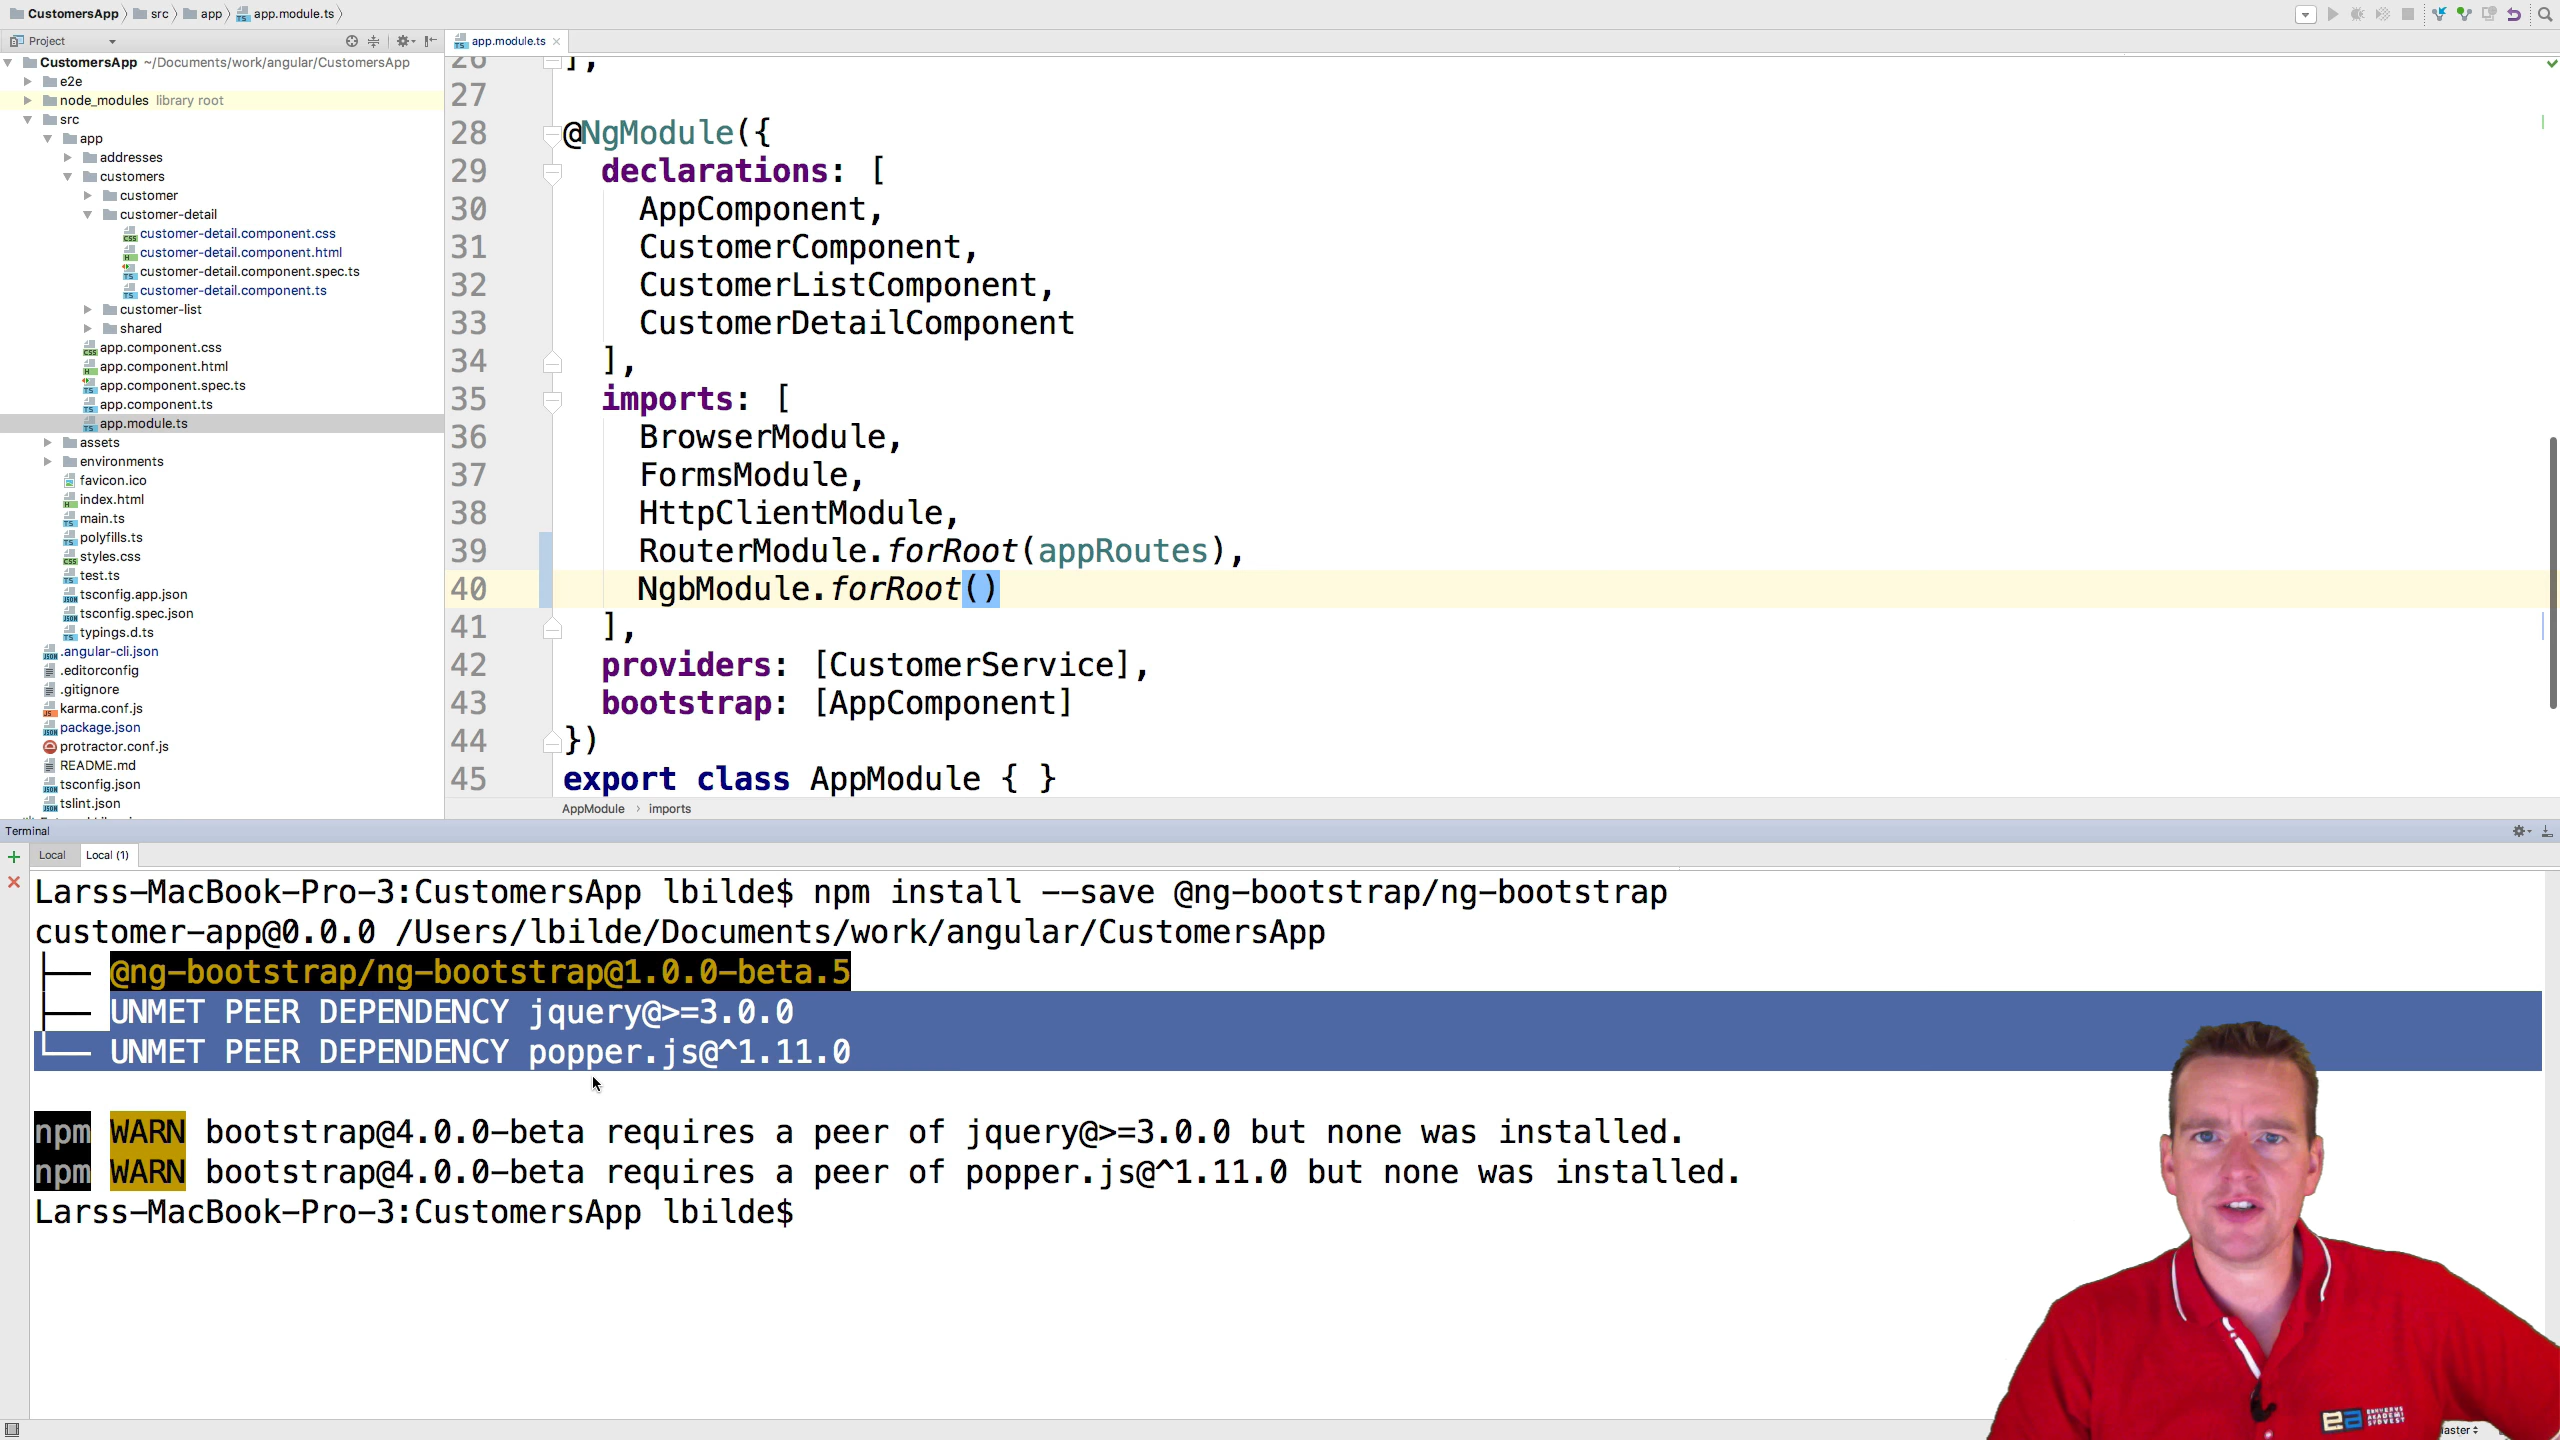 CustomersApp src app app.module.ts
Project
app.module.ts
CustomersApp ~/Documents/work/angular/CustomersApp
e2e
node_modules library root
src
app
addresses
customers
customer
customer-detail
customer-detail.component.css
customer-detail.component.html
customer-detail.component.spec.ts
customer-detail.component.ts
customer-list
shared
app.component.css
app.component.html
app.component.spec.ts
app.component.ts
app.module.ts
assets
environments
favicon.ico
index.html
main.ts
polyfills.ts
styles.css
test.ts
tsconfig.app.json
tsconfig.spec.json
typings.d.ts
.angular-cli.json
.editorconfig
.gitignore
karma.conf.js
package.json
protractor.conf.js
README.md
tsconfig.json
tslint.json
26 ],
27
28 @NgModule({
29 declarations: [
30 AppComponent,
31 CustomerComponent,
32 CustomerListComponent,
33 CustomerDetailComponent
34 ],
35 imports: [
36 BrowserModule,
37 FormsModule,
38 HttpClientModule,
39 RouterModule.forRoot(appRoutes),
40 NgbModule.forRoot()
41 ],
42 providers: [CustomerService],
43 bootstrap: [AppComponent]
44 })
45 export class AppModule { }
AppModule › imports
Terminal
Local Local (1)
Larss-MacBook-Pro-3:CustomersApp lbilde$ npm install --save @ng-bootstrap/ng-bootstrap
customer-app@0.0.0 /Users/lbilde/Documents/work/angular/CustomersApp
├── @ng-bootstrap/ng-bootstrap@1.0.0-beta.5
├── UNMET PEER DEPENDENCY jquery@>=3.0.0
└── UNMET PEER DEPENDENCY popper.js@^1.11.0
npm WARN bootstrap@4.0.0-beta requires a peer of jquery@>=3.0.0 but none was installed.
npm WARN bootstrap@4.0.0-beta requires a peer of popper.js@^1.11.0 but none was installed.
Larss-MacBook-Pro-3:CustomersApp lbilde$
ea